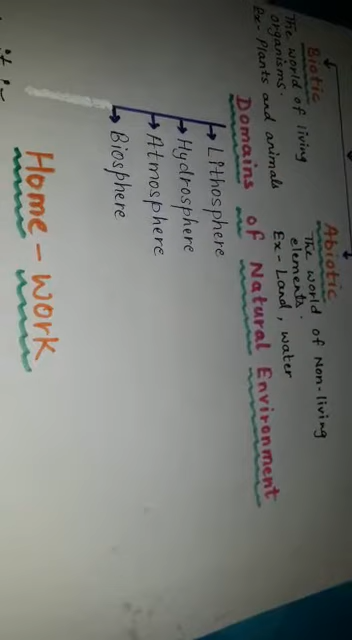 Biotic
The world of living
organisms.
Ex- Plants and animals
Abiotic
The world of Non-living
elements.
Ex- Land, water
Domains of Natural Environment
Lithosphere
Hydrosphere
Atmosphere
Biosphere
Home-work